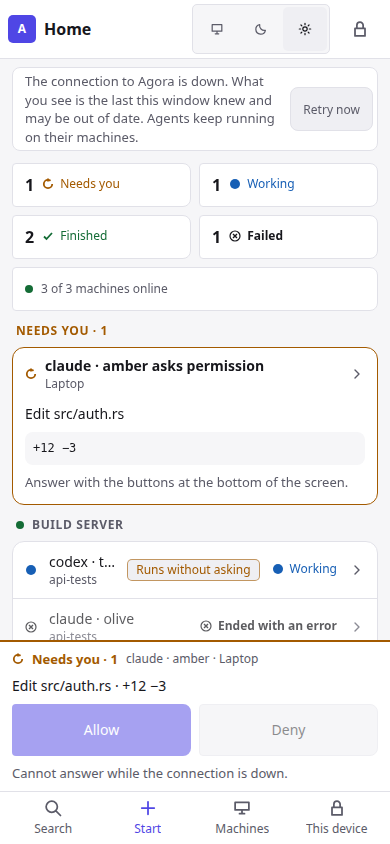 A Home
The connection to Agora is down. What
you see is the last this window knew and
may be out of date. Agents keep running
on their machines.
Retry now
1 Needs you
1 Working
2 Finished
1 Failed
3 of 3 machines online
NEEDS YOU · 1
claude · amber asks permission
Laptop
Edit src/auth.rs
+12 −3
Answer with the buttons at the bottom of the screen.
BUILD SERVER
codex · t…
api-tests
Runs without asking
Working
claude · olive
api-tests
Ended with an error
Needs you · 1 claude · amber · Laptop
Edit src/auth.rs · +12 −3
Allow
Deny
Cannot answer while the connection is down.
Search
Start
Machines
This device